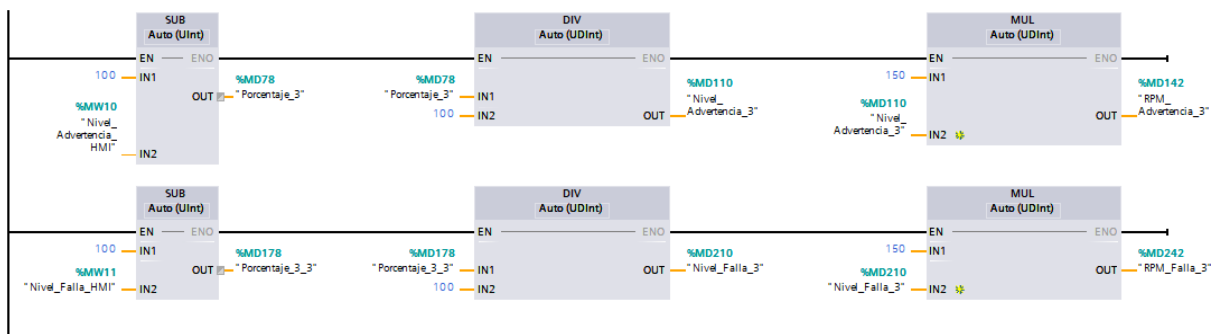 SUB
Auto (UInt)
EN
ENO
100
IN1
%MW10
"Nivel_
Advertencia_
HMI"
IN2
OUT
%MD78
"Porcentaje_3"
DIV
Auto (UDInt)
EN
ENO
%MD78
"Porcentaje_3"
IN1
100
IN2
OUT
%MD110
"Nivel_
Advertencia_3"
MUL
Auto (UDInt)
EN
ENO
150
IN1
%MD110
"Nivel_
Advertencia_3"
IN2
OUT
%MD142
"RPM_
Advertencia_3"
SUB
Auto (UInt)
EN
ENO
100
IN1
%MW11
"Nivel_Falla_HMI"
IN2
OUT
%MD178
"Porcentaje_3_3"
DIV
Auto (UDInt)
EN
ENO
%MD178
"Porcentaje_3_3"
IN1
100
IN2
OUT
%MD210
"Nivel_Falla_3"
MUL
Auto (UDInt)
EN
ENO
150
IN1
%MD210
"Nivel_Falla_3"
IN2
OUT
%MD242
"RPM_Falla_3"